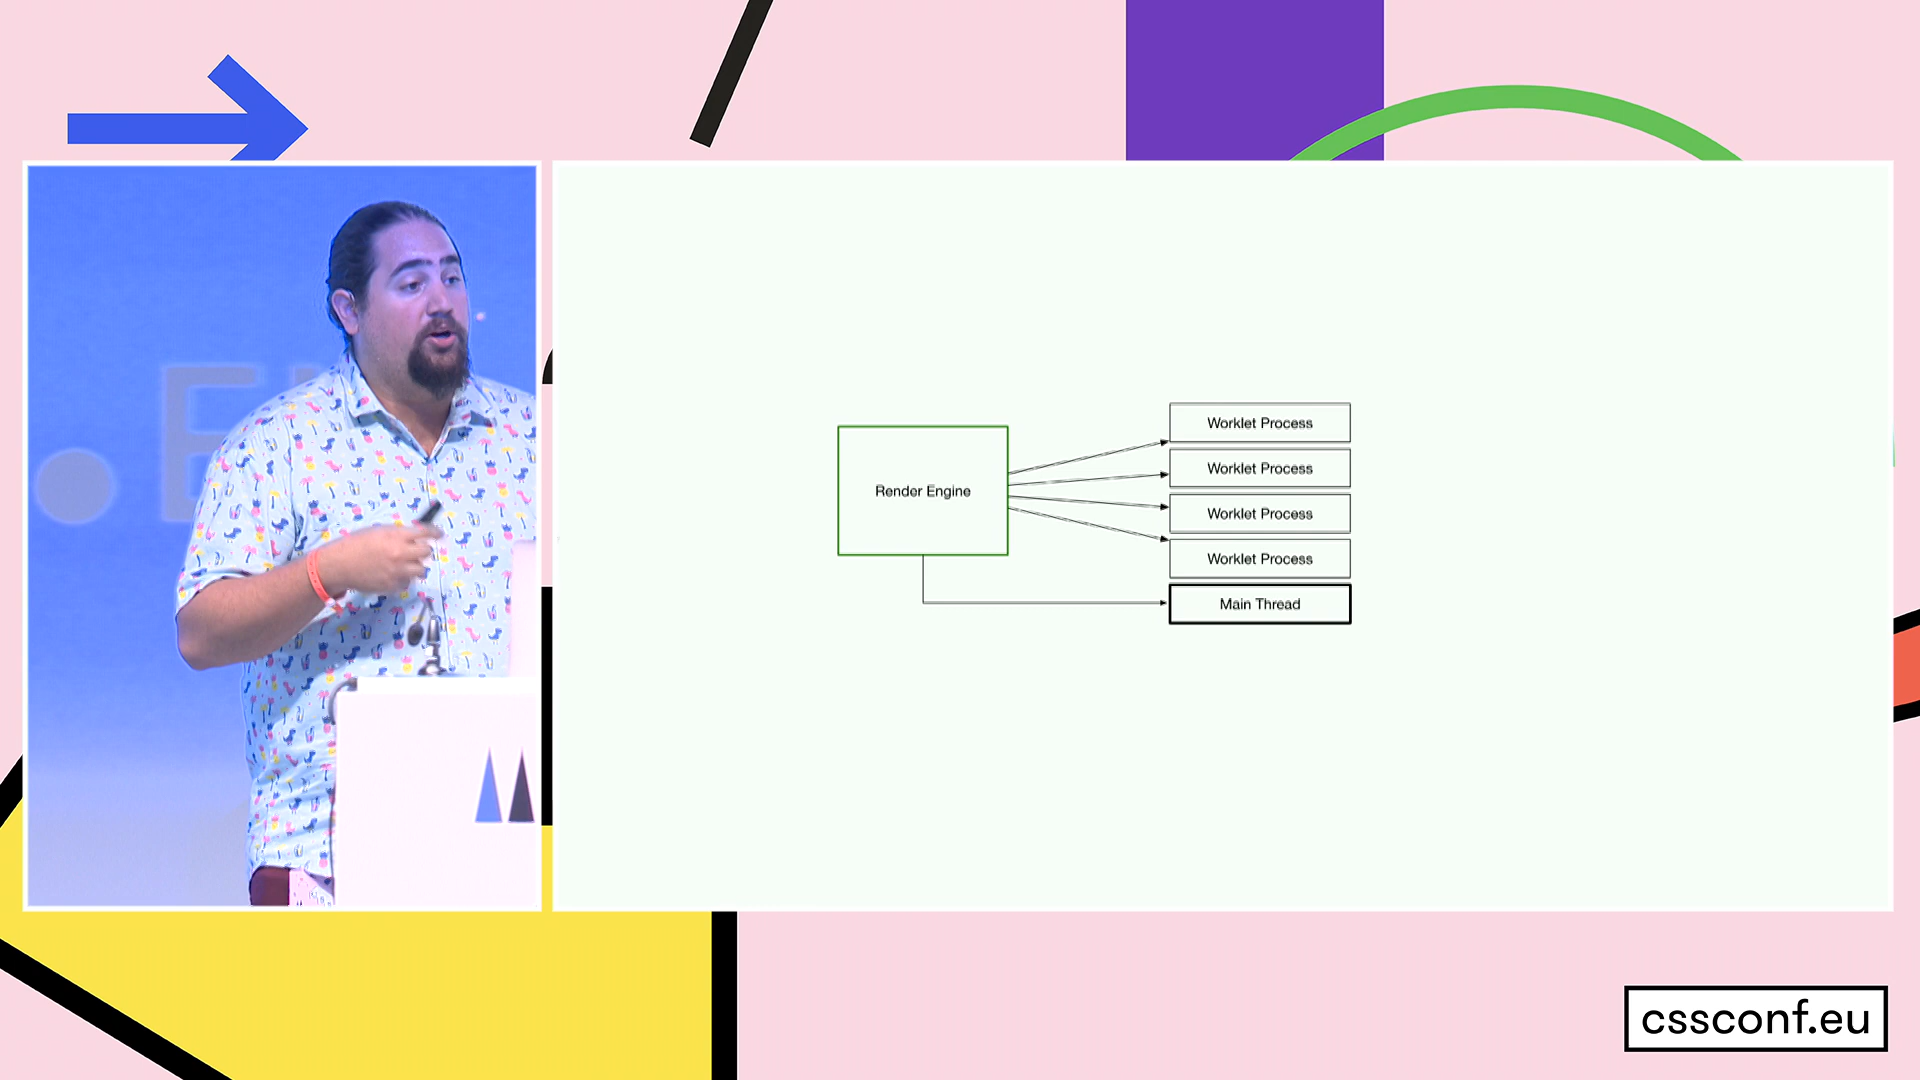 Render Engine
Worklet Process
Worklet Process
Worklet Process
Worklet Process
Main Thread
cssconf.eu